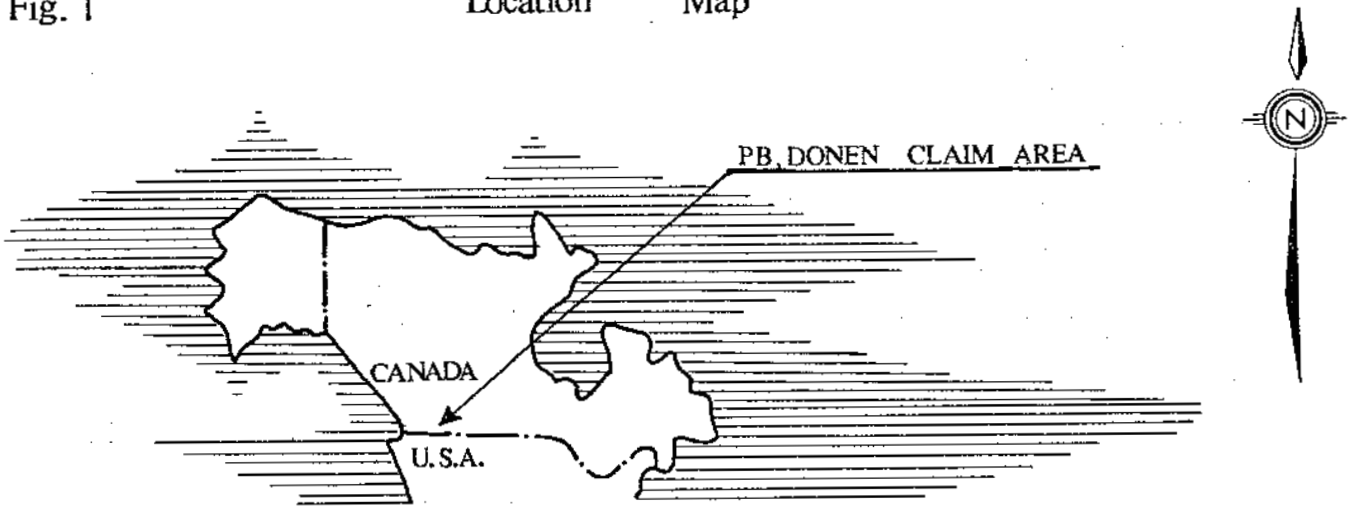 Fig. 1 Location Map
N
PB, DONEN CLAIM AREA
CANADA
U.S.A.